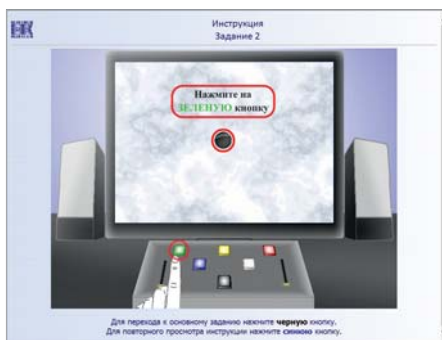 Инструкция
Задание 2
Нажмите на
ЗЕЛЕНУЮ кнопку
Для перехода к основному заданию нажмите черную кнопку.
Для повторного просмотра инструкции нажмите синюю кнопку.